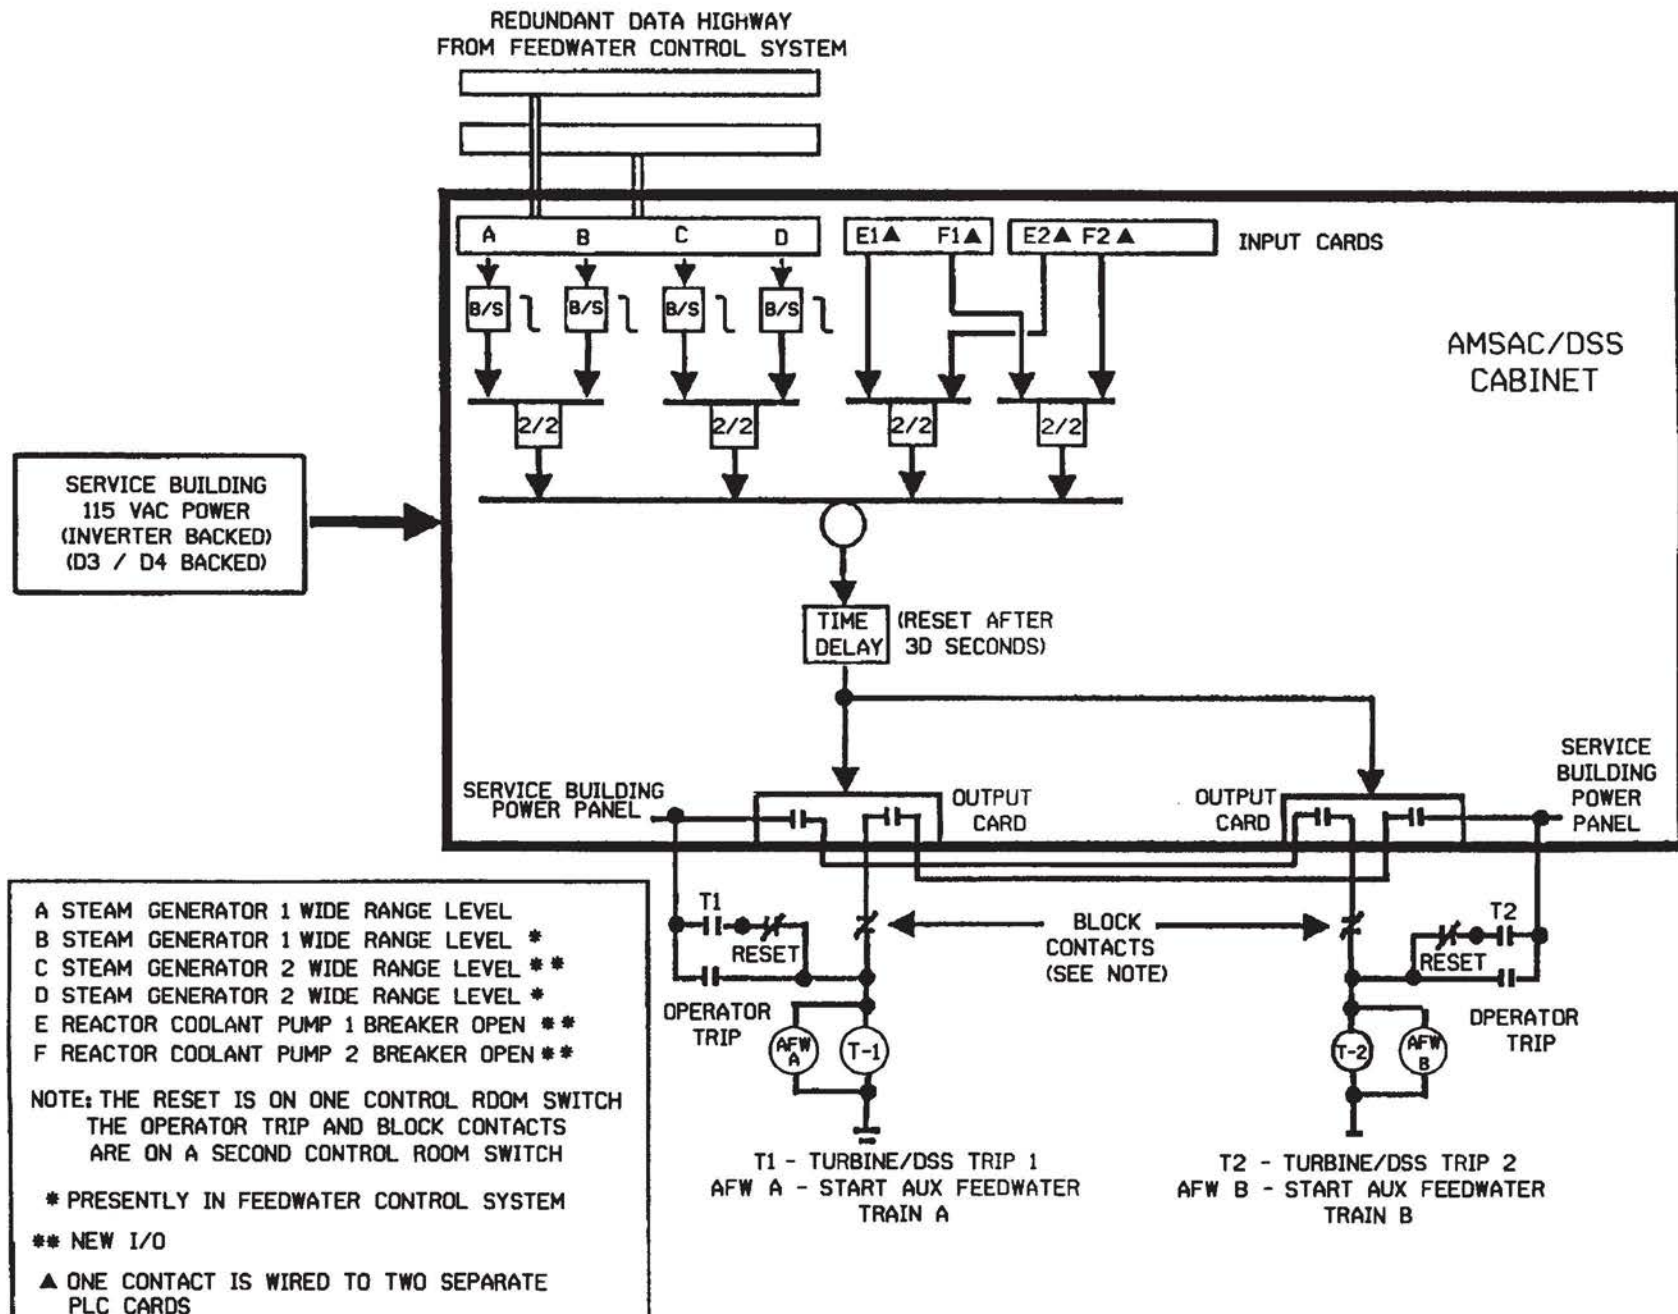 REDUNDANT DATA HIGHWAY
FROM FEEDWATER CONTROL SYSTEM
A B C D
E1▲ F1▲
E2▲ F2▲
INPUT CARDS
B/S B/S B/S B/S
AMSAC/DSS
CABINET
2/2 2/2 2/2 2/2
SERVICE BUILDING
115 VAC POWER
(INVERTER BACKED)
(D3 / D4 BACKED)
TIME
DELAY
(RESET AFTER
3D SECONDS)
SERVICE BUILDING
POWER PANEL
OUTPUT
CARD
OUTPUT
CARD
SERVICE
BUILDING
POWER
PANEL
T1
RESET
OPERATOR
TRIP
AFW
A
T-1
BLOCK
CONTACTS
(SEE NOTE)
T2
RESET
OPERATOR
TRIP
T-2
AFW
B
T1 - TURBINE/DSS TRIP 1
AFW A - START AUX FEEDWATER
TRAIN A
T2 - TURBINE/DSS TRIP 2
AFW B - START AUX FEEDWATER
TRAIN B
A STEAM GENERATOR 1 WIDE RANGE LEVEL
B STEAM GENERATOR 1 WIDE RANGE LEVEL *
C STEAM GENERATOR 2 WIDE RANGE LEVEL **
D STEAM GENERATOR 2 WIDE RANGE LEVEL *
E REACTOR COOLANT PUMP 1 BREAKER OPEN **
F REACTOR COOLANT PUMP 2 BREAKER OPEN **
NOTE: THE RESET IS ON ONE CONTROL ROOM SWITCH
THE OPERATOR TRIP AND BLOCK CONTACTS
ARE ON A SECOND CONTROL ROOM SWITCH
* PRESENTLY IN FEEDWATER CONTROL SYSTEM
** NEW I/O
▲ ONE CONTACT IS WIRED TO TWO SEPARATE
PLC CARDS